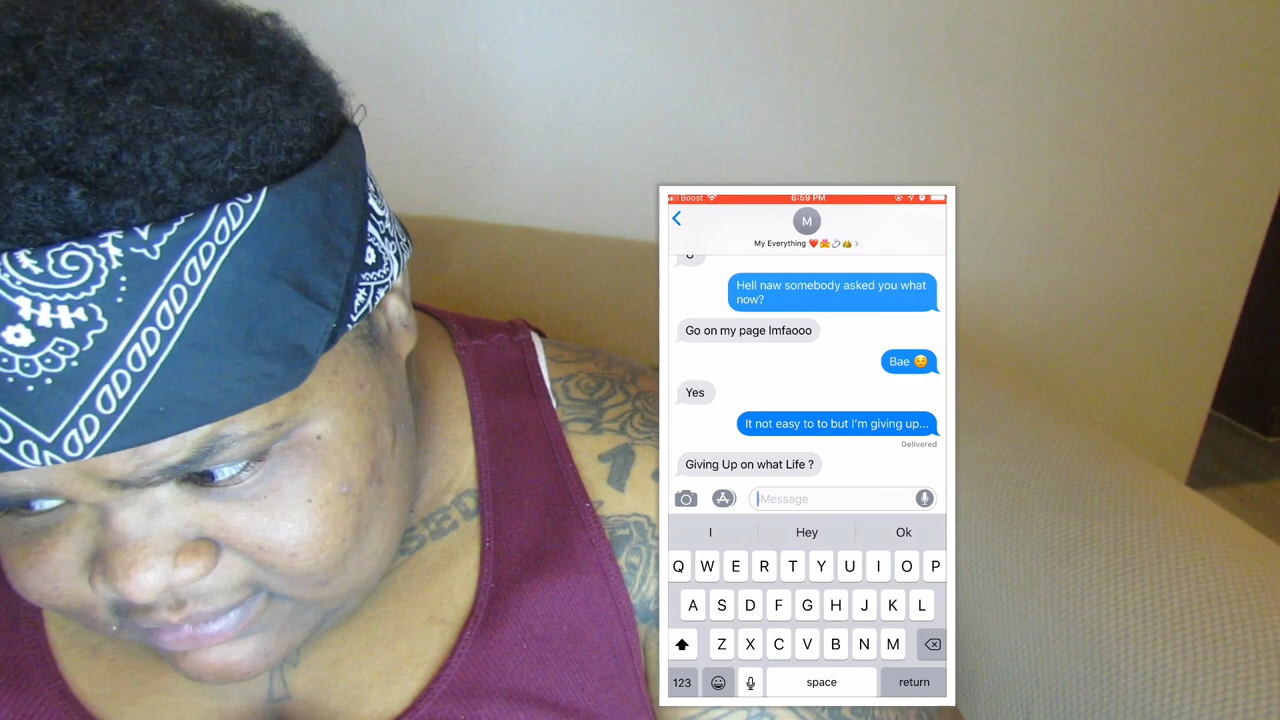 Boost
6:59 PM
M
My Everything ❤️💏💍👑 >
Hell naw somebody asked you what
now?
Go on my page lmfaooo
Bae 😔
Yes
It not easy to to but I'm giving up...
Delivered
Giving Up on what Life ?
Message
I Hey Ok
Q W E R T Y U I O P
A S D F G H J K L
Z X C V B N M
123 space return